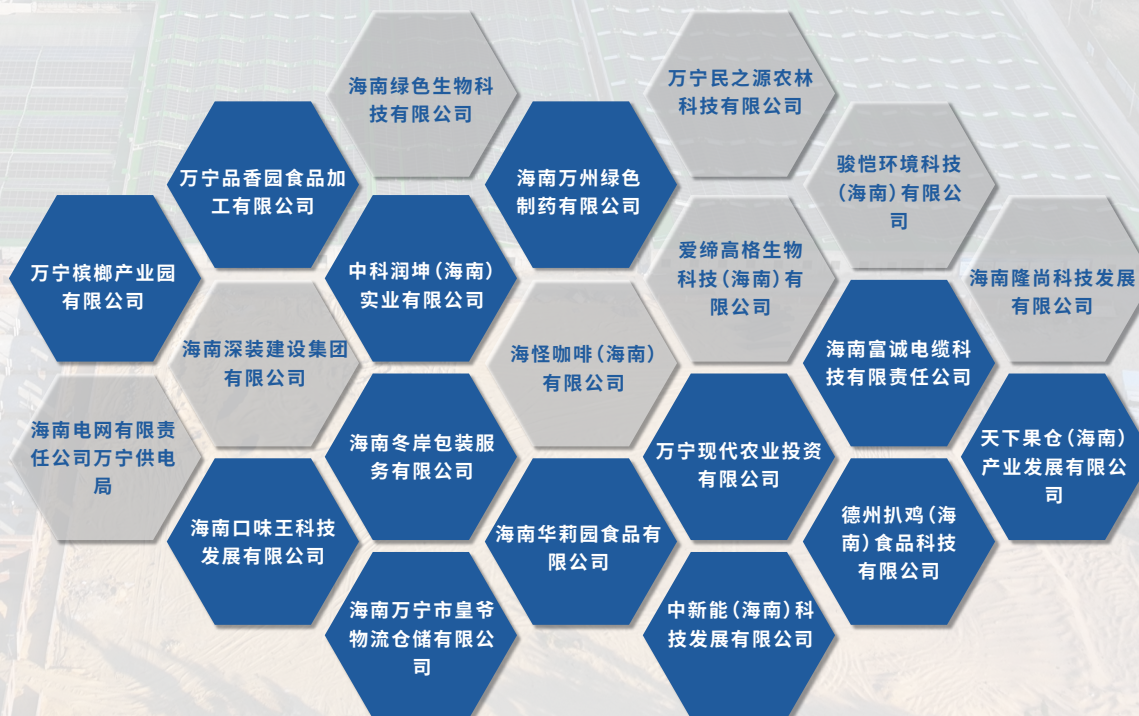 海南绿色生物科
技有限公司
万宁民之源农林
科技有限公司
万宁品香园食品加
工有限公司
海南万州绿色
制药有限公司
骏恺环境科技
（海南）有限公
司
万宁槟榔产业园
有限公司
中科润坤（海南）
实业有限公司
爱缔高格生物
科技（海南）有
限公司
海南隆尚科技发展
有限公司
海南深装建设集团
有限公司
海怪咖啡（海南）
有限公司
海南富诚电缆科
技有限责任公司
海南电网有限责
任公司万宁供电
局
海南冬岸包装服
务有限公司
万宁现代农业投资
有限公司
天下果仓（海南）
产业发展有限公
司
海南口味王科技
发展有限公司
海南华莉园食品有
限公司
德州扒鸡（海
南）食品科技
有限公司
海南万宁市皇爷
物流仓储有限公
司
中新能（海南）科
技发展有限公司